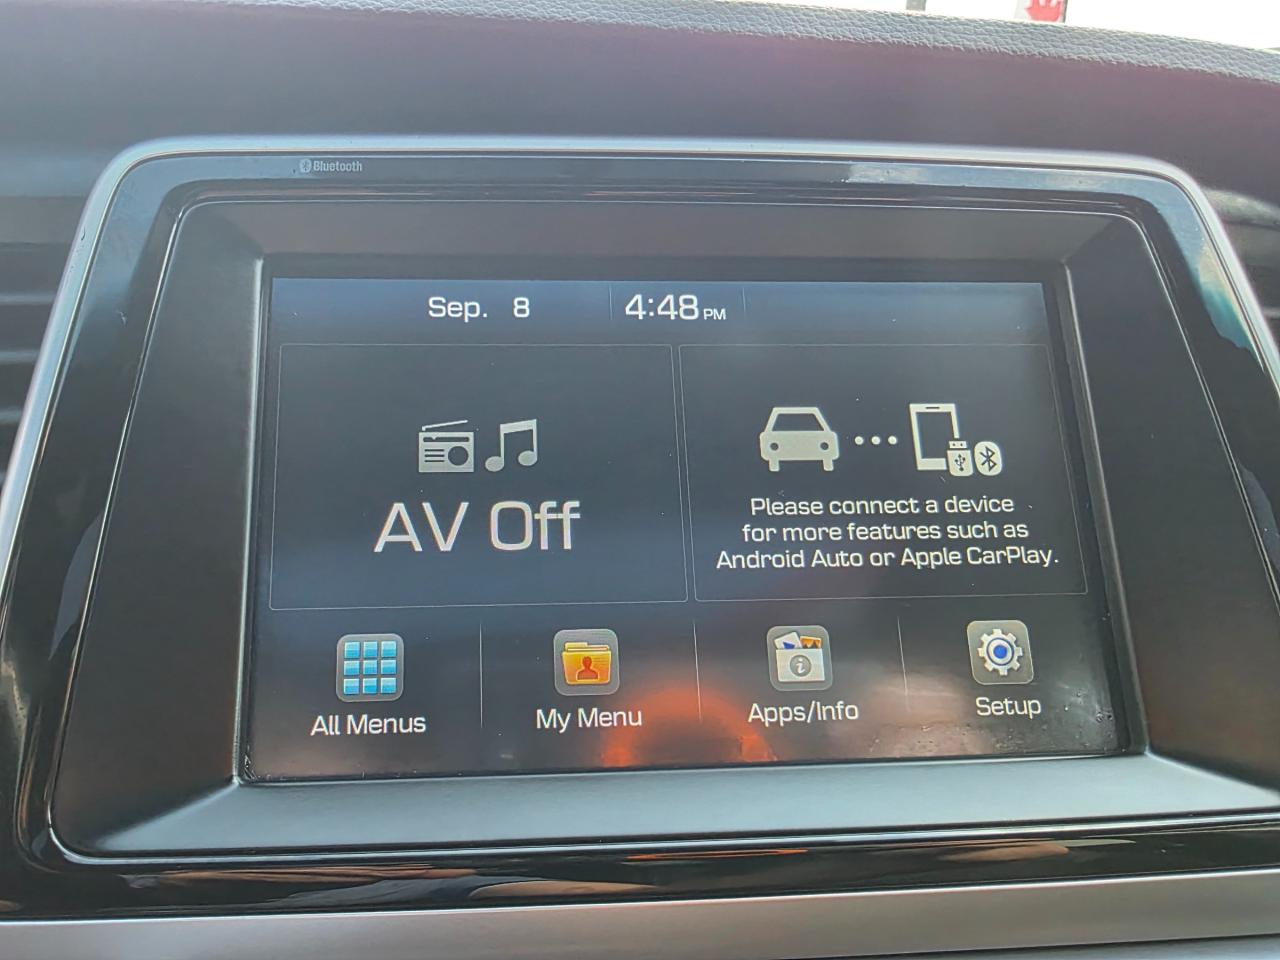 Bluetooth
Sep. 8
4:48 PM
AV Off
Please connect a device
for more features such as
Android Auto or Apple CarPlay.
All Menus
My Menu
Apps/Info
Setup